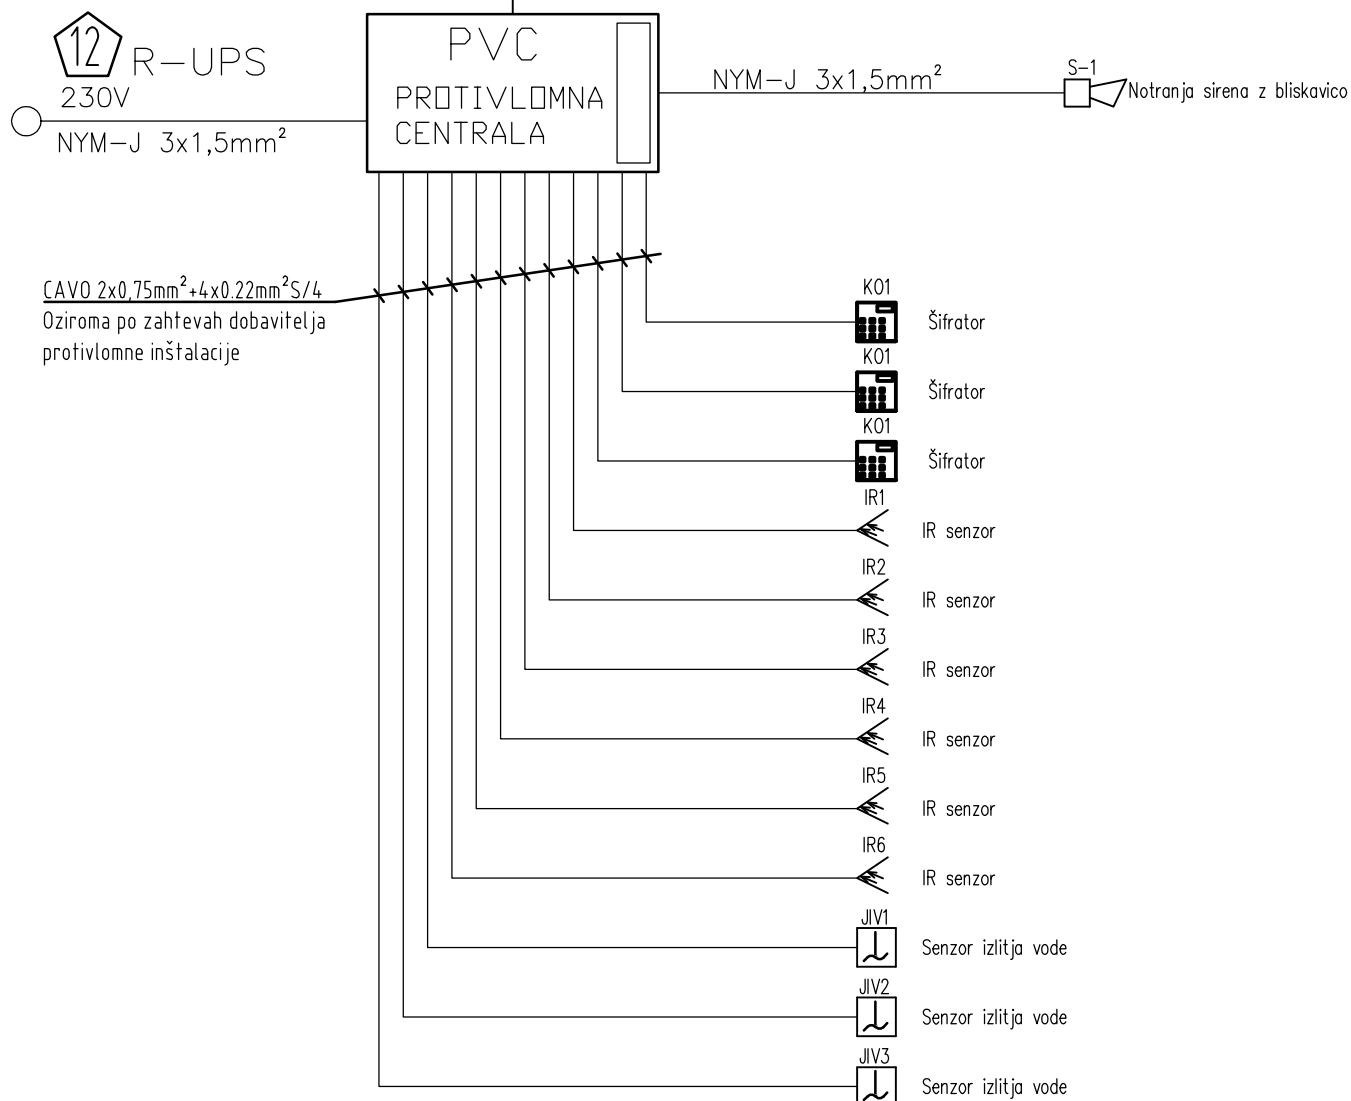 12
R-UPS
230V
NYM-J 3x1,5mm²
PVC
PROTIVLOMNA
CENTRALA
NYM-J 3x1,5mm²
S-1
Notranja sirena z bliskavico
CAVO 2x0,75mm²+4x0.22mm²S/4
Oziroma po zahtevah dobavitelja
protivlomne inštalacije
K01
Šifrator
K01
Šifrator
K01
Šifrator
IR1
IR senzor
IR2
IR senzor
IR3
IR senzor
IR4
IR senzor
IR5
IR senzor
IR6
IR senzor
JIV1
Senzor izlitja vode
JIV2
Senzor izlitja vode
JIV3
Senzor izlitja vode